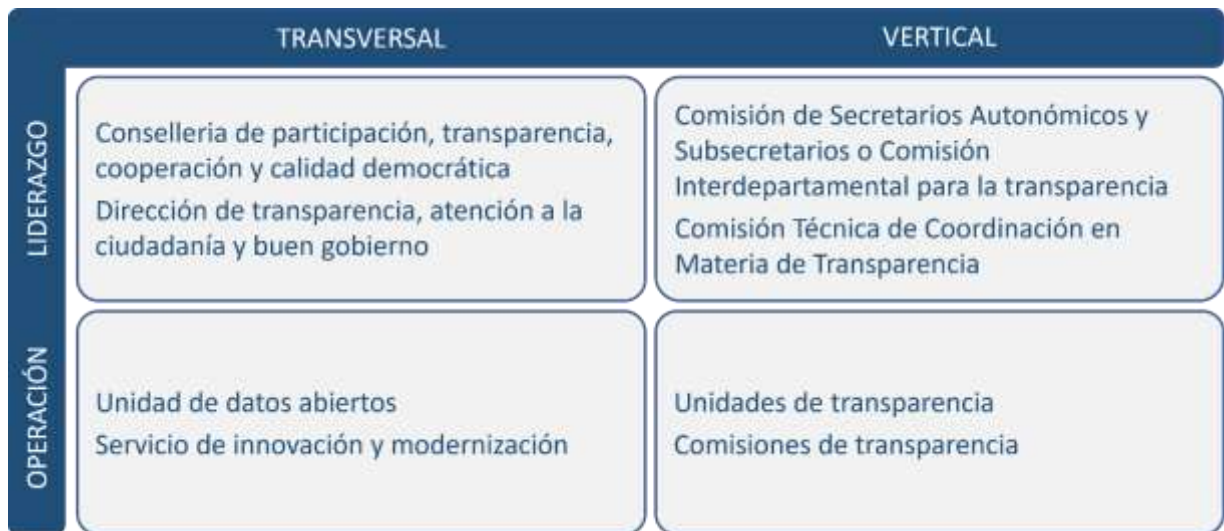 TRANSVERSAL
VERTICAL
LIDERAZGO
Conselleria de participación, transparencia,
cooperación y calidad democrática
Dirección de transparencia, atención a la
ciudadanía y buen gobierno
Comisión de Secretarios Autonómicos y
Subsecretarios o Comisión
Interdepartamental para la transparencia
Comisión Técnica de Coordinación en
Materia de Transparencia
OPERACIÓN
Unidad de datos abiertos
Servicio de innovación y modernización
Unidades de transparencia
Comisiones de transparencia